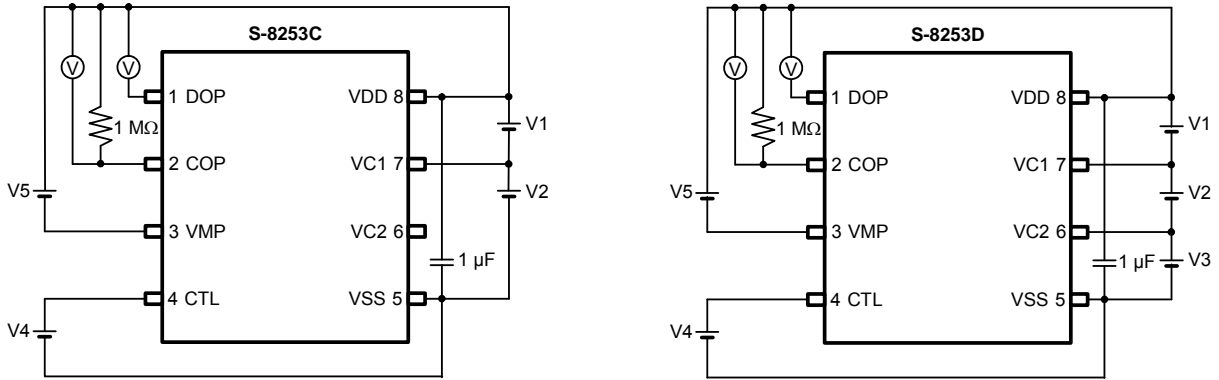 S-8253C
V
V
1 DOP
VDD 8
1 MΩ
V1
2 COP
VC1 7
V5
V2
3 VMP
VC2 6
1 μF
4 CTL
VSS 5
V4
S-8253D
V
V
1 DOP
VDD 8
1 MΩ
V1
2 COP
VC1 7
V5
V2
3 VMP
VC2 6
1 μF
V3
4 CTL
VSS 5
V4